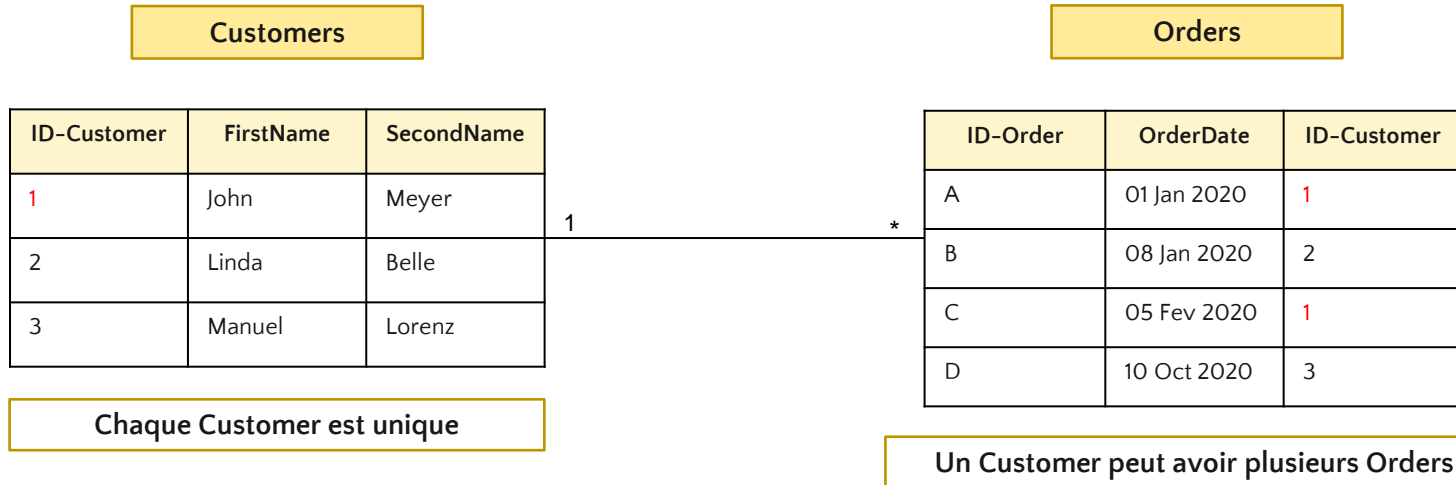 Customers
Orders
ID-Customer FirstName SecondName
1 John Meyer
2 Linda Belle
3 Manuel Lorenz
1 *
ID-Order OrderDate ID-Customer
A 01 Jan 2020 1
B 08 Jan 2020 2
C 05 Fev 2020 1
D 10 Oct 2020 3
Chaque Customer est unique
Un Customer peut avoir plusieurs Orders